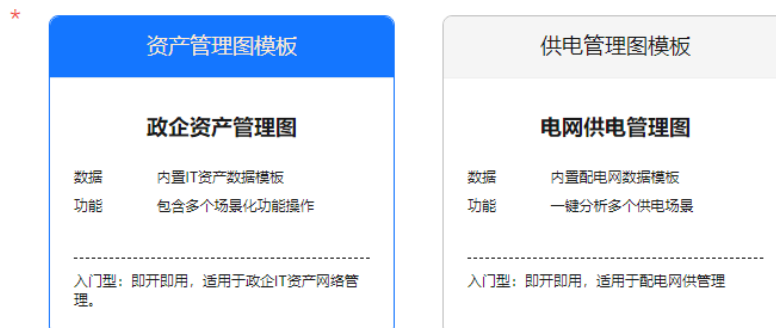 *
资产管理图模板
政企资产管理图
数据 内置IT资产数据模板
功能 包含多个场景化功能操作
入门型：即开即用，适用于政企IT资产网络管
理。
供电管理图模板
电网供电管理图
数据 内置配电网数据模板
功能 一键分析多个供电场景
入门型：即开即用，适用于配电网供管理